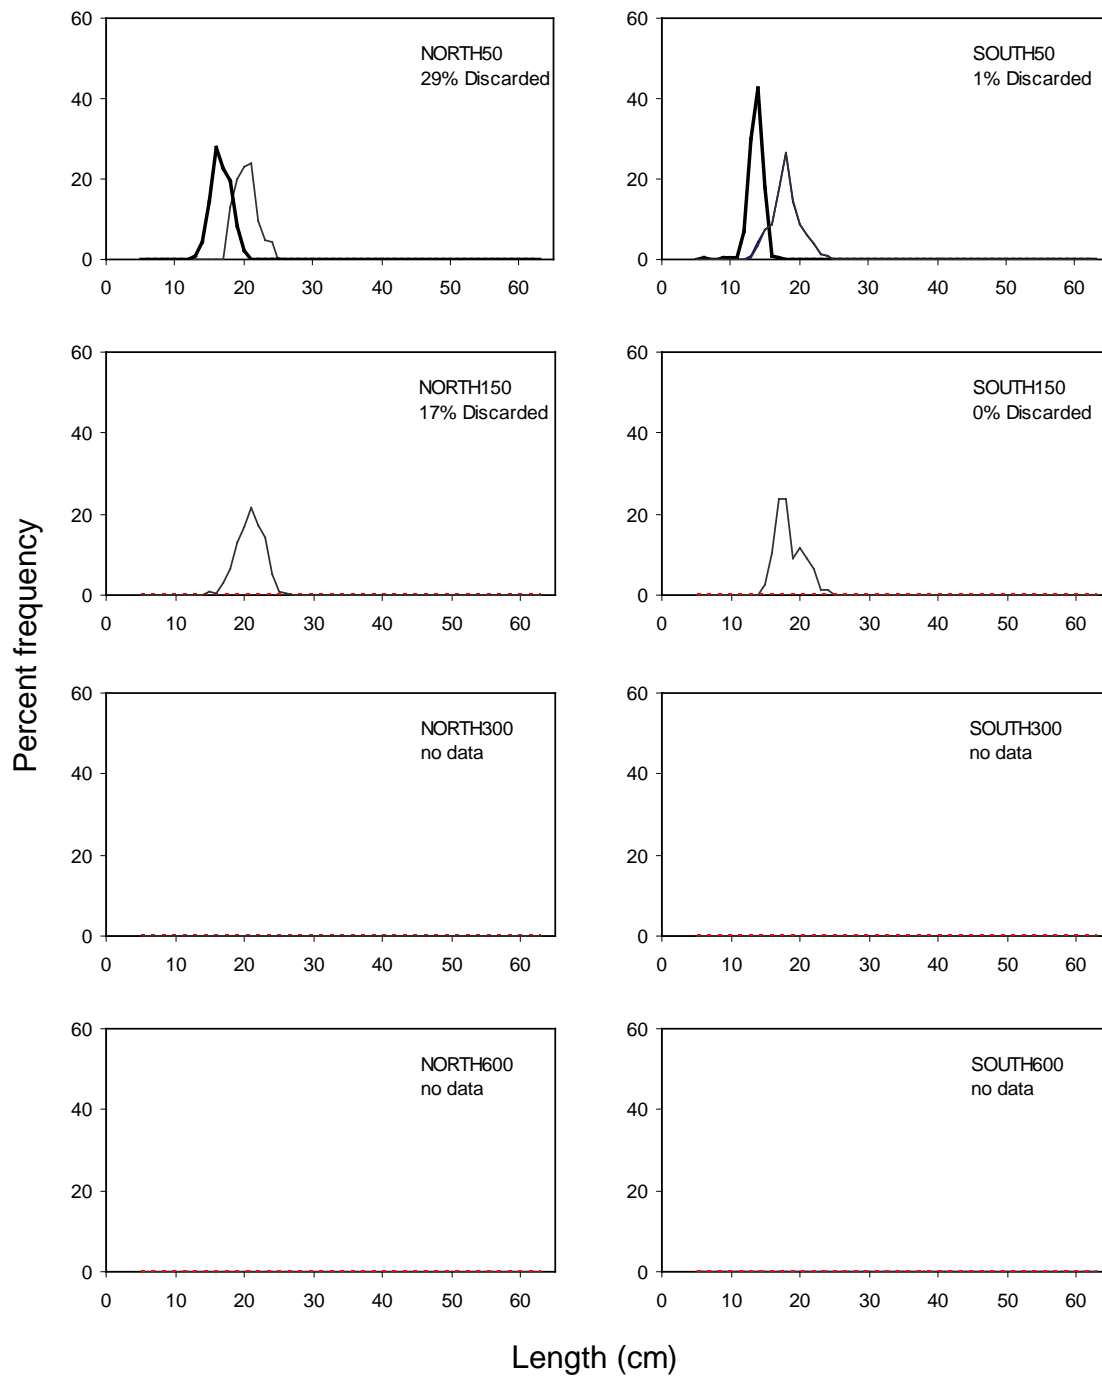 60
40
20
0
0 10 20 30 40 50 60
NORTH50
29% Discarded
60
40
20
0
0 10 20 30 40 50 60
SOUTH50
1% Discarded
60
40
20
0
0 10 20 30 40 50 60
NORTH150
17% Discarded
60
40
20
0
0 10 20 30 40 50 60
SOUTH150
0% Discarded
Percent frequency
60
40
20
0
0 10 20 30 40 50 60
NORTH300
no data
60
40
20
0
0 10 20 30 40 50 60
SOUTH300
no data
60
40
20
0
0 10 20 30 40 50 60
NORTH600
no data
60
40
20
0
0 10 20 30 40 50 60
SOUTH600
no data
Length (cm)